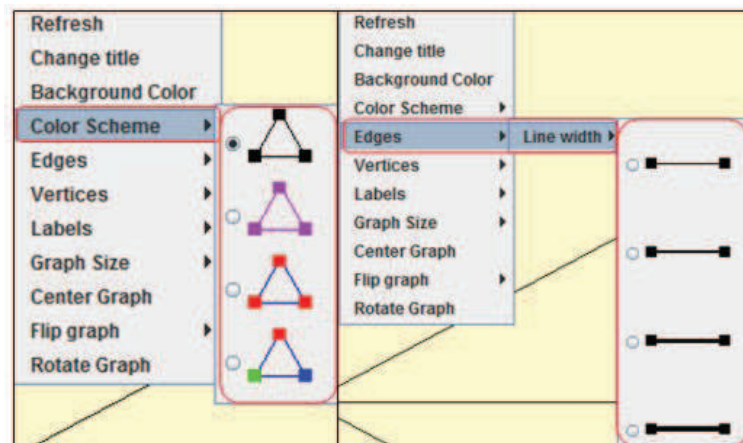 Refresh
Change title
Background Color
Color Scheme
Edges
Vertices
Labels
Graph Size
Center Graph
Flip graph
Rotate Graph
Refresh
Change title
Background Color
Color Scheme
Edges
Line width
Vertices
Labels
Graph Size
Center Graph
Flip graph
Rotate Graph